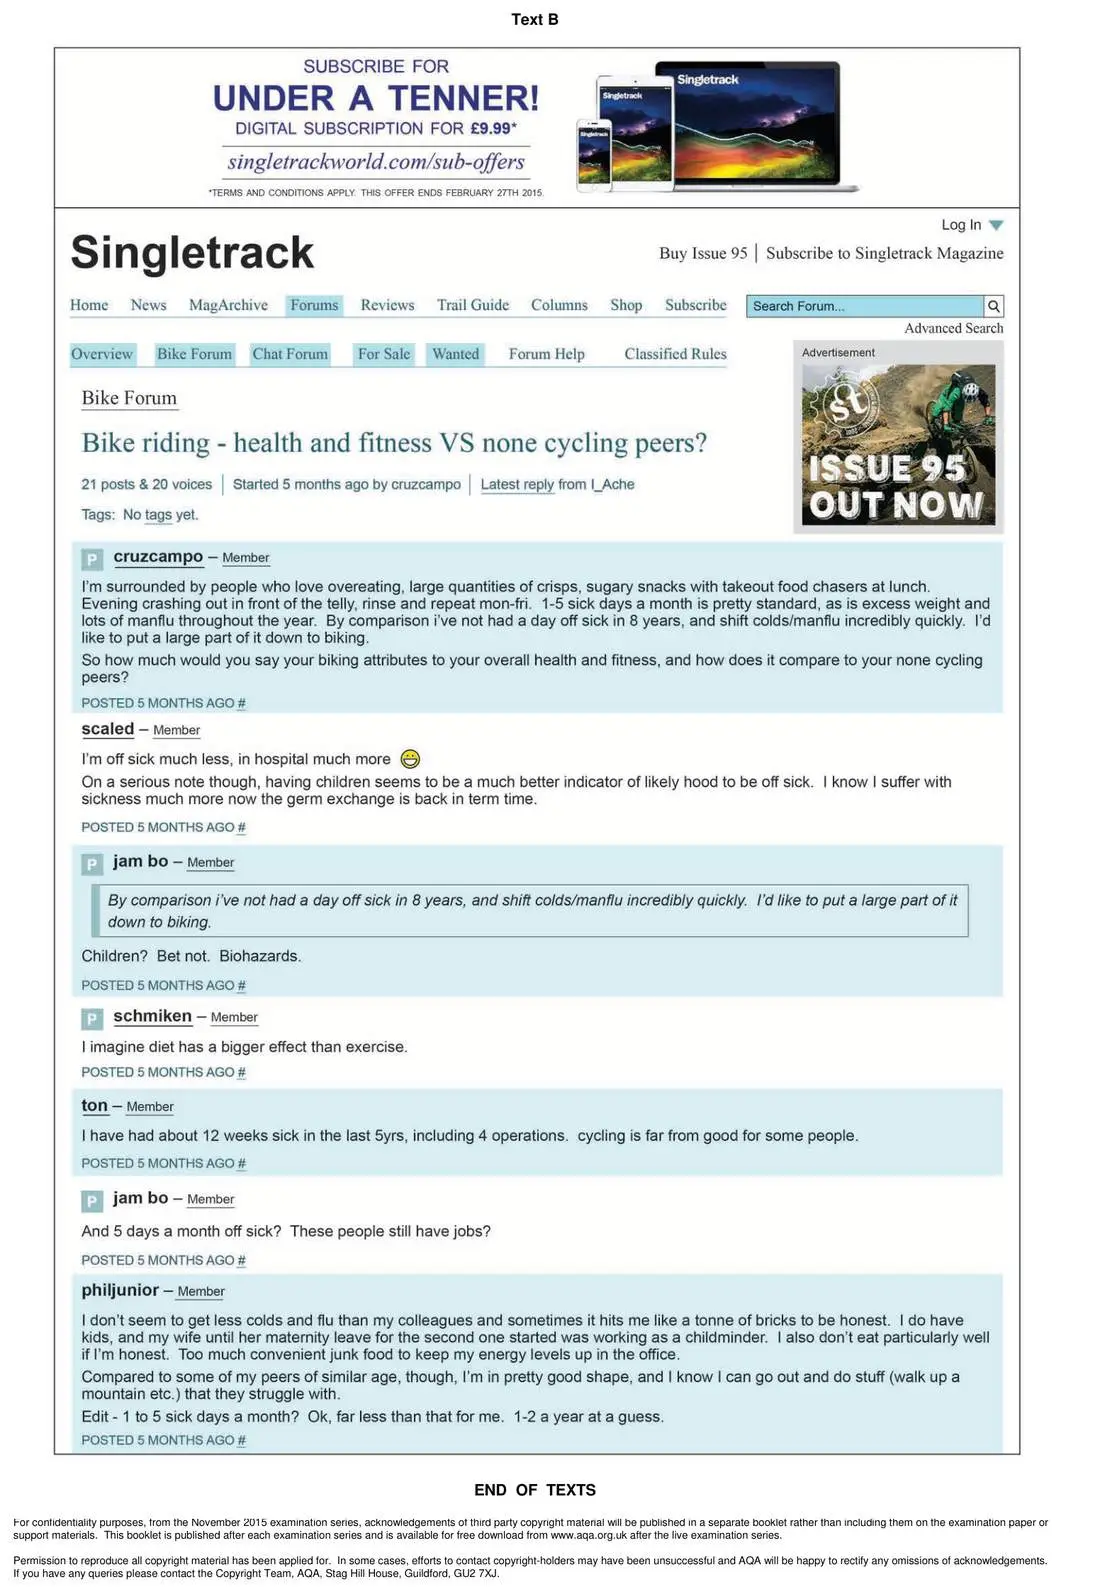 Text B
SUBSCRIBE FOR
UNDER A TENNER!
DIGITAL SUBSCRIPTION FOR £9.99*
singletrackworld.com/sub-offers
*TERMS AND CONDITIONS APPLY. THIS OFFER ENDS FEBRUARY 27TH 2015.
Singletrack
Singletrack
Singletrack
Log In
Singletrack
Buy Issue 95 | Subscribe to Singletrack Magazine
Home News MagArchive Forums Reviews Trail Guide Columns Shop Subscribe
Search Forum...
Advanced Search
Overview Bike Forum Chat Forum For Sale Wanted Forum Help Classified Rules
Advertisement
st
ISSUE 95
OUT NOW
Bike Forum
Bike riding - health and fitness VS none cycling peers?
21 posts & 20 voices | Started 5 months ago by cruzcampo | Latest reply from I_Ache
Tags: No tags yet.
P cruzcampo – Member
I'm surrounded by people who love overeating, large quantities of crisps, sugary snacks with takeout food chasers at lunch.
Evening crashing out in front of the telly, rinse and repeat mon-fri. 1-5 sick days a month is pretty standard, as is excess weight and
lots of manflu throughout the year. By comparison i've not had a day off sick in 8 years, and shift colds/manflu incredibly quickly. I'd
like to put a large part of it down to biking.
So how much would you say your biking attributes to your overall health and fitness, and how does it compare to your none cycling
peers?
POSTED 5 MONTHS AGO #
scaled – Member
I'm off sick much less, in hospital much more
On a serious note though, having children seems to be a much better indicator of likely hood to be off sick. I know I suffer with
sickness much more now the germ exchange is back in term time.
POSTED 5 MONTHS AGO #
P jam bo – Member
By comparison i've not had a day off sick in 8 years, and shift colds/manflu incredibly quickly. I'd like to put a large part of it
down to biking.
Children? Bet not. Biohazards.
POSTED 5 MONTHS AGO #
P schmiken – Member
I imagine diet has a bigger effect than exercise.
POSTED 5 MONTHS AGO #
ton – Member
I have had about 12 weeks sick in the last 5yrs, including 4 operations. cycling is far from good for some people.
POSTED 5 MONTHS AGO #
P jam bo – Member
And 5 days a month off sick? These people still have jobs?
POSTED 5 MONTHS AGO #
philjunior – Member
I don't seem to get less colds and flu than my colleagues and sometimes it hits me like a tonne of bricks to be honest. I do have
kids, and my wife until her maternity leave for the second one started was working as a childminder. I also don't eat particularly well
if I'm honest. Too much convenient junk food to keep my energy levels up in the office.
Compared to some of my peers of similar age, though, I'm in pretty good shape, and I know I can go out and do stuff (walk up a
mountain etc.) that they struggle with.
Edit - 1 to 5 sick days a month? Ok, far less than that for me. 1-2 a year at a guess.
POSTED 5 MONTHS AGO #
END OF TEXTS
For confidentiality purposes, from the November 2015 examination series, acknowledgements of third party copyright material will be published in a separate booklet rather than including them on the examination paper or
support materials. This booklet is published after each examination series and is available for free download from www.aqa.org.uk after the live examination series.
Permission to reproduce all copyright material has been applied for. In some cases, efforts to contact copyright-holders may have been unsuccessful and AQA will be happy to rectify any omissions of acknowledgements.
If you have any queries please contact the Copyright Team, AQA, Stag Hill House, Guildford, GU2 7XJ.